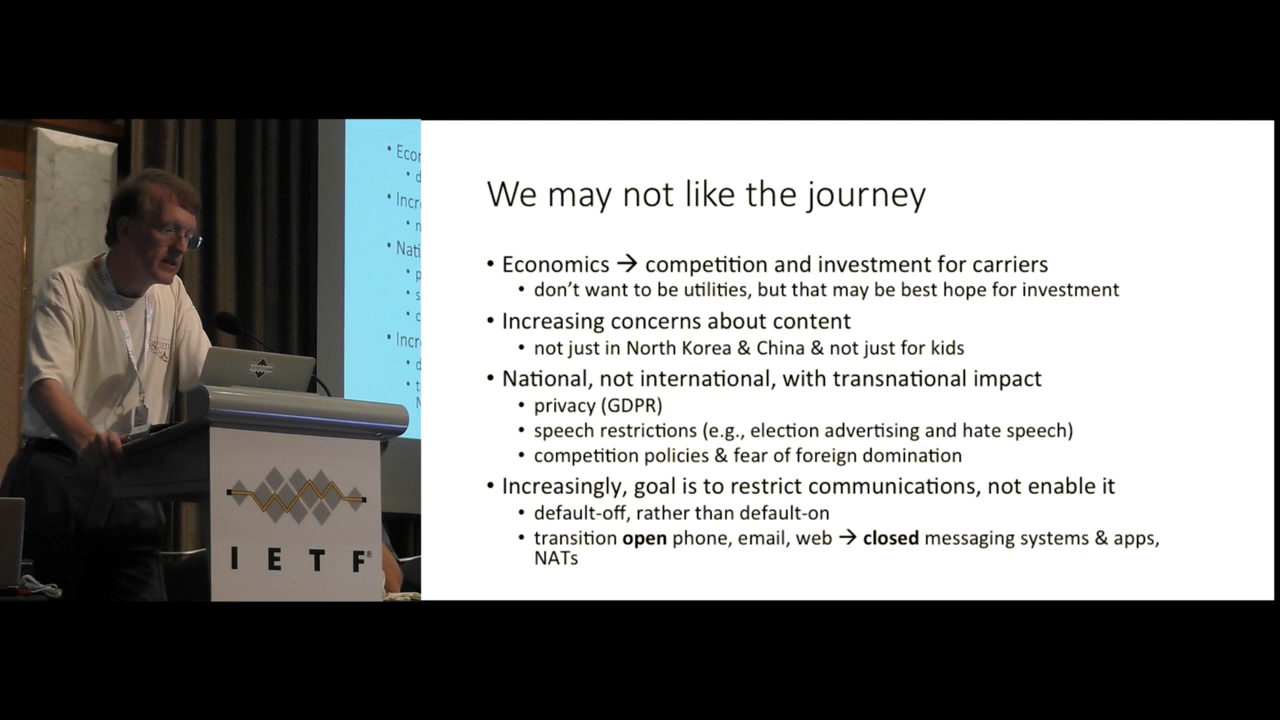 • Econ
• d
• Incr
• n
• Nati
• p
• s
• c
• Incr
• d
• t
N
I E T F®
We may not like the journey
• Economics → competition and investment for carriers
• don't want to be utilities, but that may be best hope for investment
• Increasing concerns about content
• not just in North Korea & China & not just for kids
• National, not international, with transnational impact
• privacy (GDPR)
• speech restrictions (e.g., election advertising and hate speech)
• competition policies & fear of foreign domination
• Increasingly, goal is to restrict communications, not enable it
• default-off, rather than default-on
• transition open phone, email, web → closed messaging systems & apps,
NATs